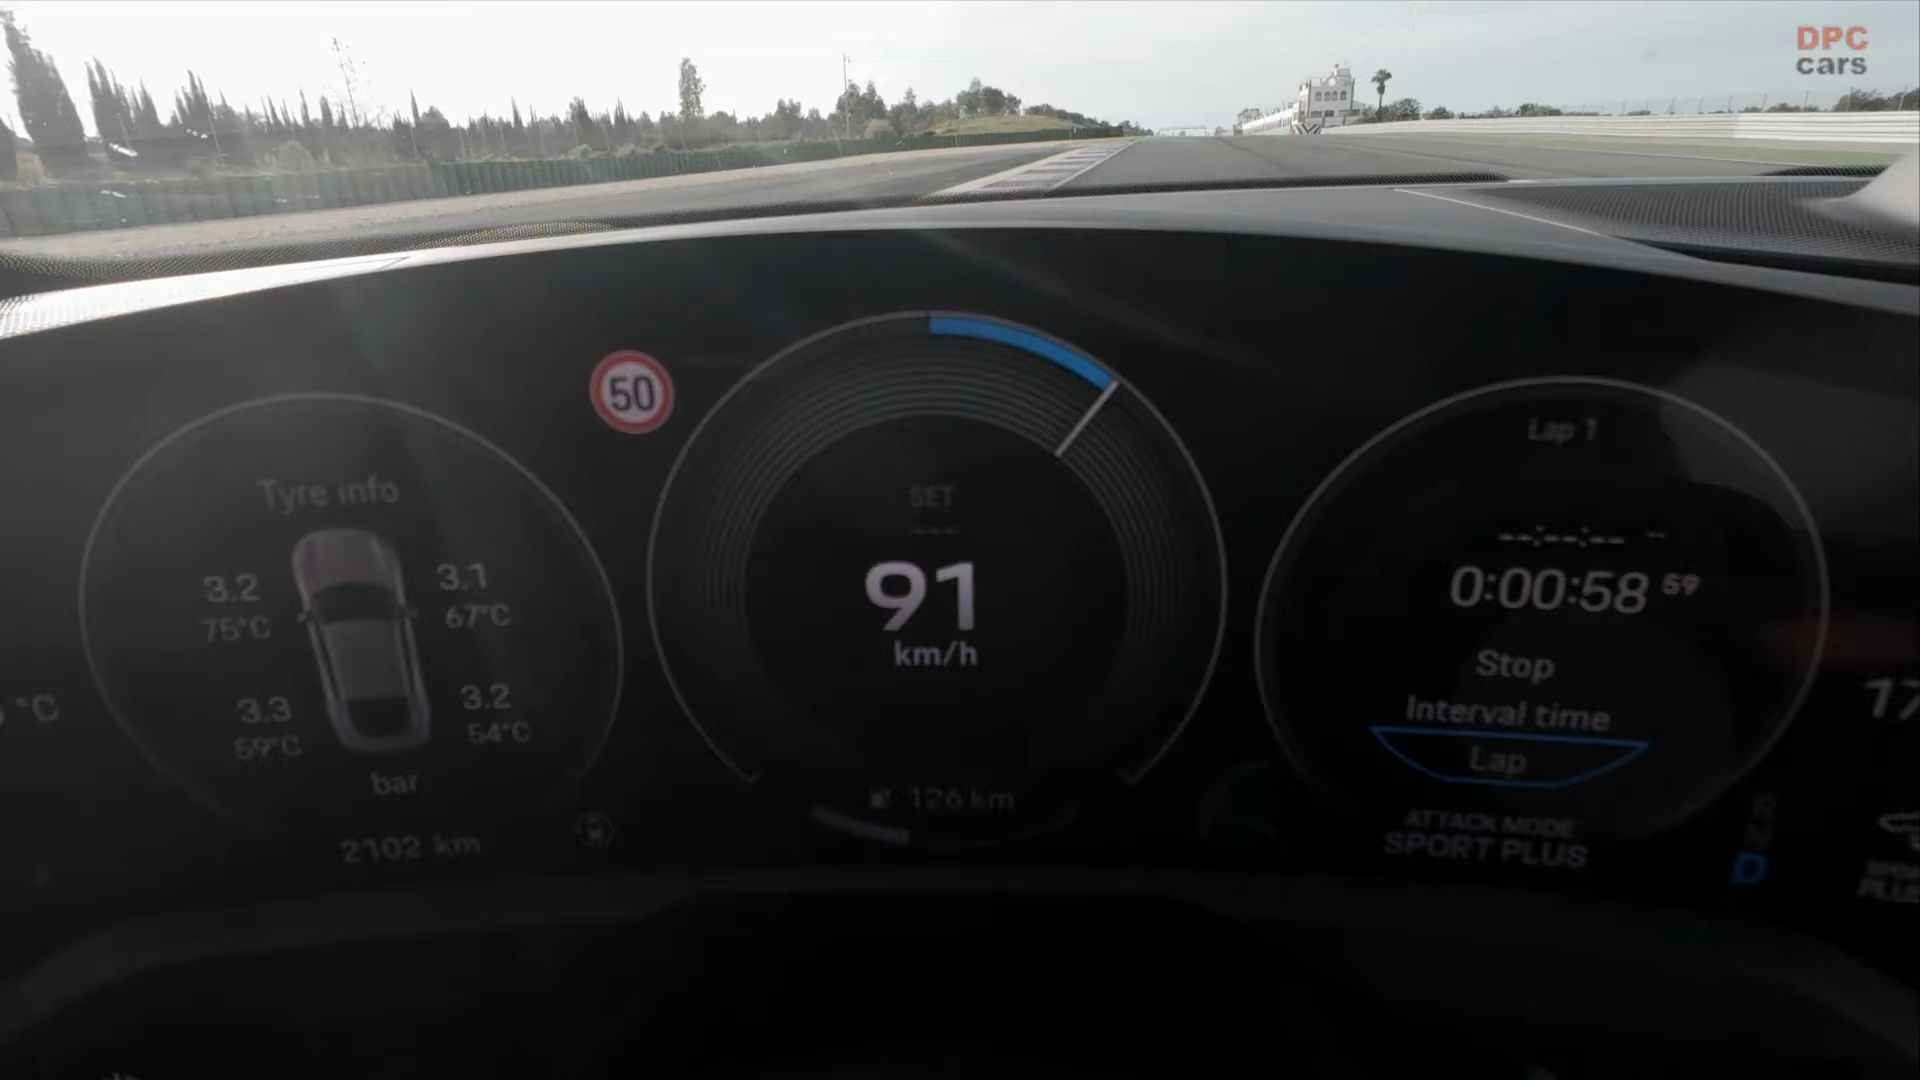 DPC
cars
50
Tyre info
3.2
75°C
3.1
67°C
3.3
59°C
3.2
54°C
bar
2102 km
°C
SET
---
91
km/h
126 km
Lap 1
--:--:-- --
0:00:58 59
Stop
Interval time
Lap
ATTACK MODE
SPORT PLUS
D
17
PLUS